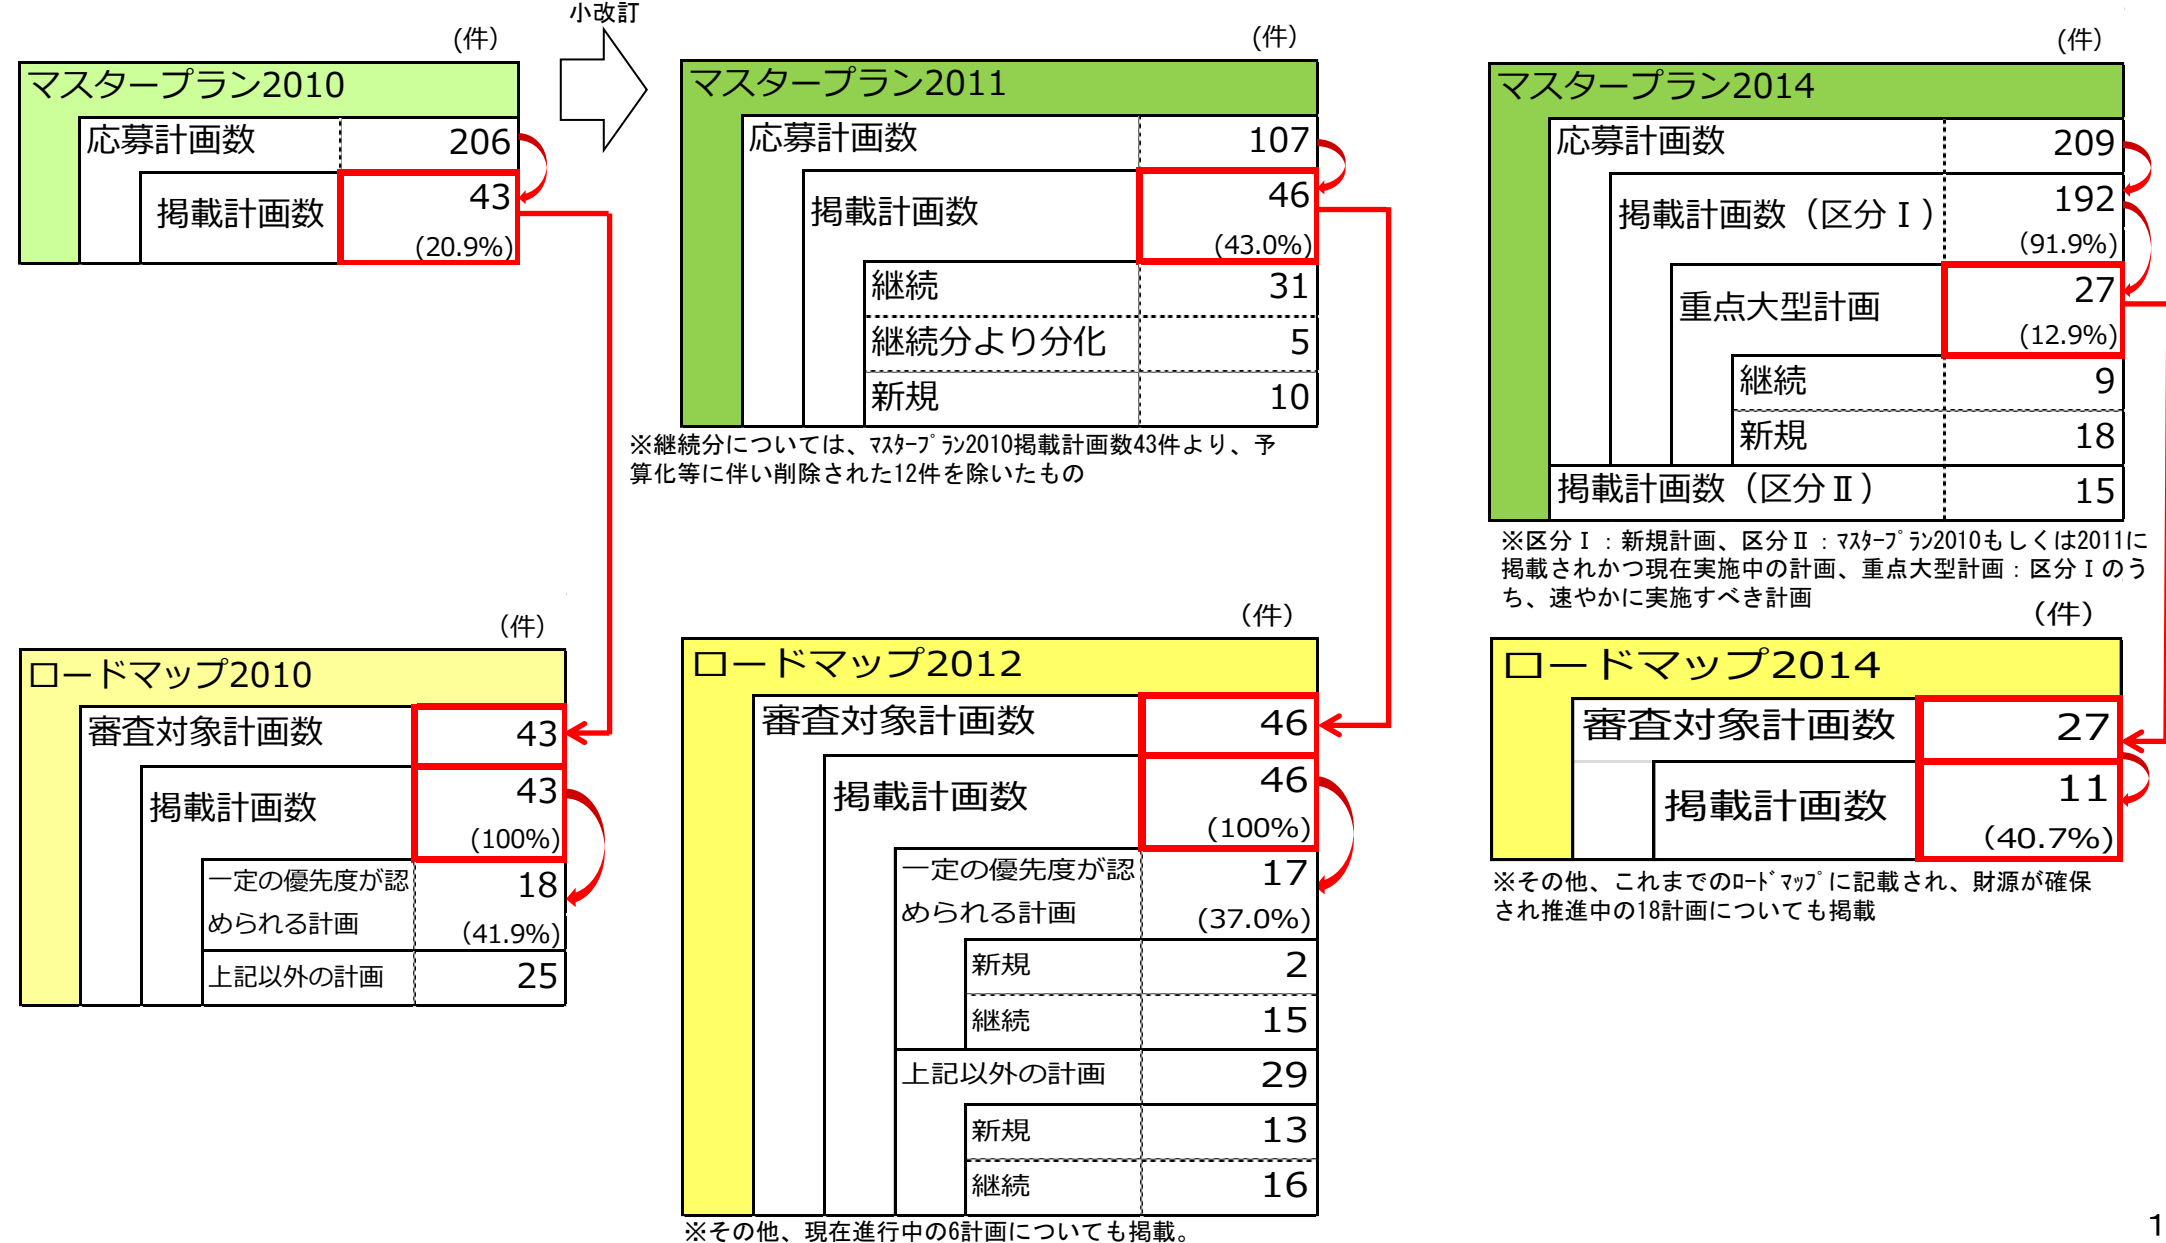 小改訂
(件)
マスタープラン2010
応募計画数 206
掲載計画数 43
(20.9%)
(件)
マスタープラン2011
応募計画数 107
掲載計画数 46
(43.0%)
継続 31
継続分より分化 5
新規 10
※継続分については、ﾏｽﾀｰﾌﾟﾗﾝ2010掲載計画数43件より、予
算化等に伴い削除された12件を除いたもの
(件)
マスタープラン2014
応募計画数 209
掲載計画数（区分Ⅰ） 192
(91.9%)
重点大型計画 27
(12.9%)
継続 9
新規 18
掲載計画数（区分Ⅱ） 15
※区分Ⅰ：新規計画、区分Ⅱ：ﾏｽﾀｰﾌﾟﾗﾝ2010もしくは2011に
掲載されかつ現在実施中の計画、重点大型計画：区分Ⅰのう
ち、速やかに実施すべき計画
（件）
ロードマップ2010
審査対象計画数 43
掲載計画数 43
(100%)
一定の優先度が認 18
められる計画 (41.9%)
上記以外の計画 25
（件）
ロードマップ2012
審査対象計画数 46
掲載計画数 46
(100%)
一定の優先度が認 17
められる計画 (37.0%)
新規 2
継続 15
上記以外の計画 29
新規 13
継続 16
※その他、現在進行中の6計画についても掲載。
（件）
ロードマップ2014
審査対象計画数 27
掲載計画数 11
(40.7%)
※その他、これまでのﾛｰﾄﾞﾏｯﾌﾟに記載され、財源が確保
され推進中の18計画についても掲載
1